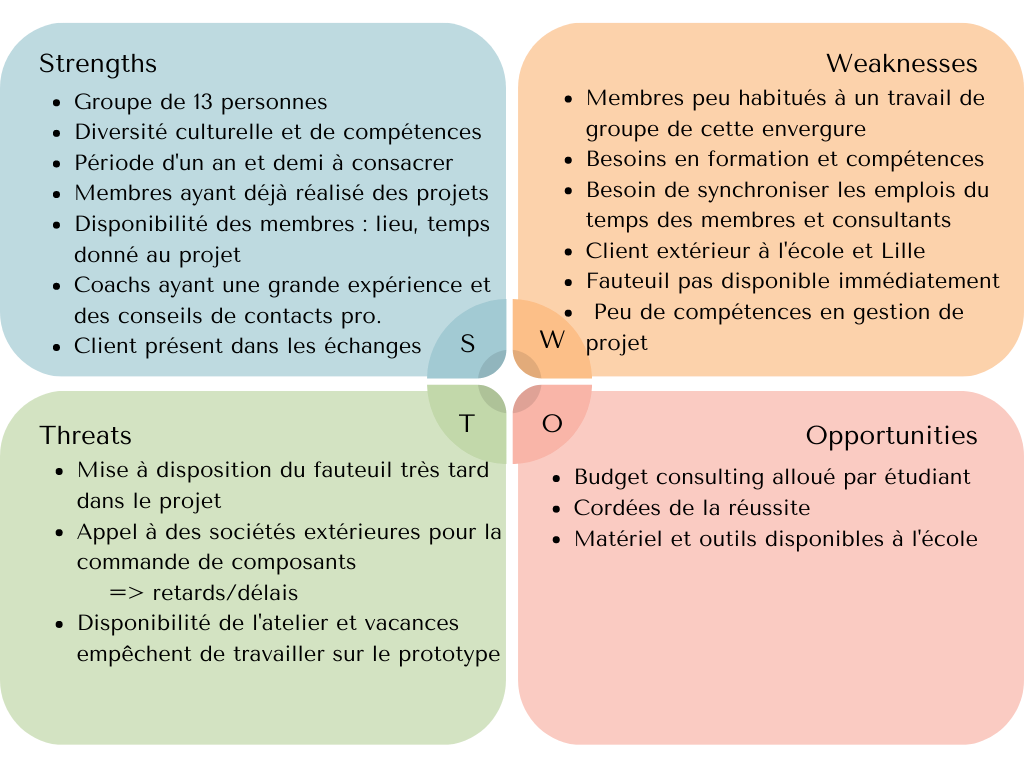 Strengths
• Groupe de 13 personnes
• Diversité culturelle et de compétences
• Période d'un an et demi à consacrer
• Membres ayant déjà réalisé des projets
• Disponibilité des membres : lieu, temps
donné au projet
• Coachs ayant une grande expérience et
des conseils de contacts pro.
• Client présent dans les échanges
S
Weaknesses
• Membres peu habitués à un travail de
groupe de cette envergure
• Besoins en formation et compétences
• Besoin de synchroniser les emplois du
temps des membres et consultants
• Client extérieur à l'école et Lille
• Fauteuil pas disponible immédiatement
• Peu de compétences en gestion de
projet
W
T
Threats
• Mise à disposition du fauteuil très tard
dans le projet
• Appel à des sociétés extérieures pour la
commande de composants
=> retards/délais
• Disponibilité de l'atelier et vacances
empêchent de travailler sur le prototype
O
Opportunities
• Budget consulting alloué par étudiant
• Cordées de la réussite
• Matériel et outils disponibles à l'école